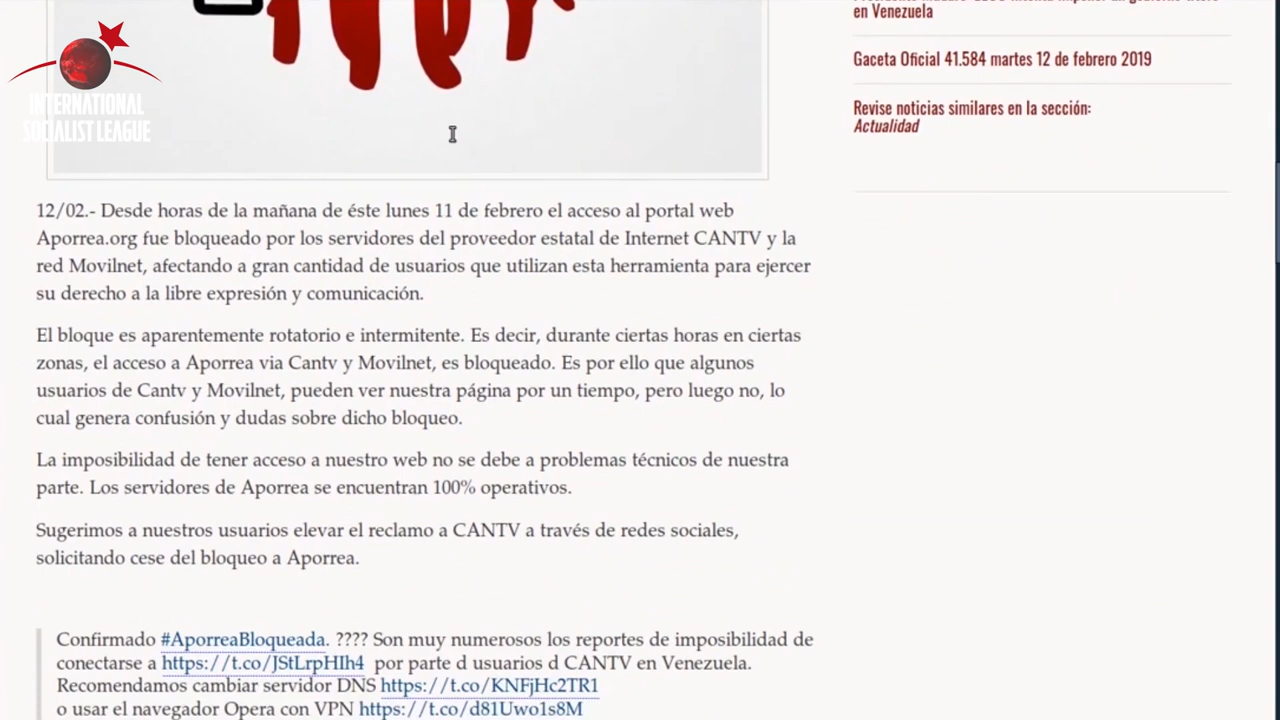 INTERNATIONAL
SOCIALIST LEAGUE
12/02.- Desde horas de la mañana de éste lunes 11 de febrero el acceso al portal web
Aporrea.org fue bloqueado por los servidores del proveedor estatal de Internet CANTV y la
red Movilnet, afectando a gran cantidad de usuarios que utilizan esta herramienta para ejercer
su derecho a la libre expresión y comunicación.
El bloque es aparentemente rotatorio e intermitente. Es decir, durante ciertas horas en ciertas
zonas, el acceso a Aporrea via Cantv y Movilnet, es bloqueado. Es por ello que algunos
usuarios de Cantv y Movilnet, pueden ver nuestra página por un tiempo, pero luego no, lo
cual genera confusión y dudas sobre dicho bloqueo.
La imposibilidad de tener acceso a nuestro web no se debe a problemas técnicos de nuestra
parte. Los servidores de Aporrea se encuentran 100% operativos.
Sugerimos a nuestros usuarios elevar el reclamo a CANTV a través de redes sociales,
solicitando cese del bloqueo a Aporrea.
Confirmado #AporreaBloqueada. ???? Son muy numerosos los reportes de imposibilidad de
conectarse a https://t.co/JStLrpHIh4 por parte d usuarios d CANTV en Venezuela.
Recomendamos cambiar servidor DNS https://t.co/KNFjHc2TR1
o usar el navegador Opera con VPN https://t.co/d81Uwo1s8M
en Venezuela
Gaceta Oficial 41.584 martes 12 de febrero 2019
Revise noticias similares en la sección:
Actualidad